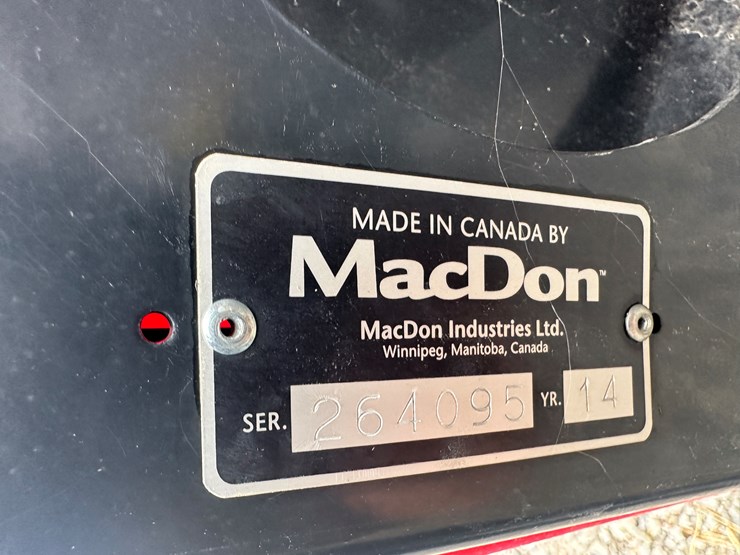 MADE IN CANADA BY
MacDon™
MacDon Industries Ltd.
Winnipeg, Manitoba, Canada
SER. 264095 YR. 14